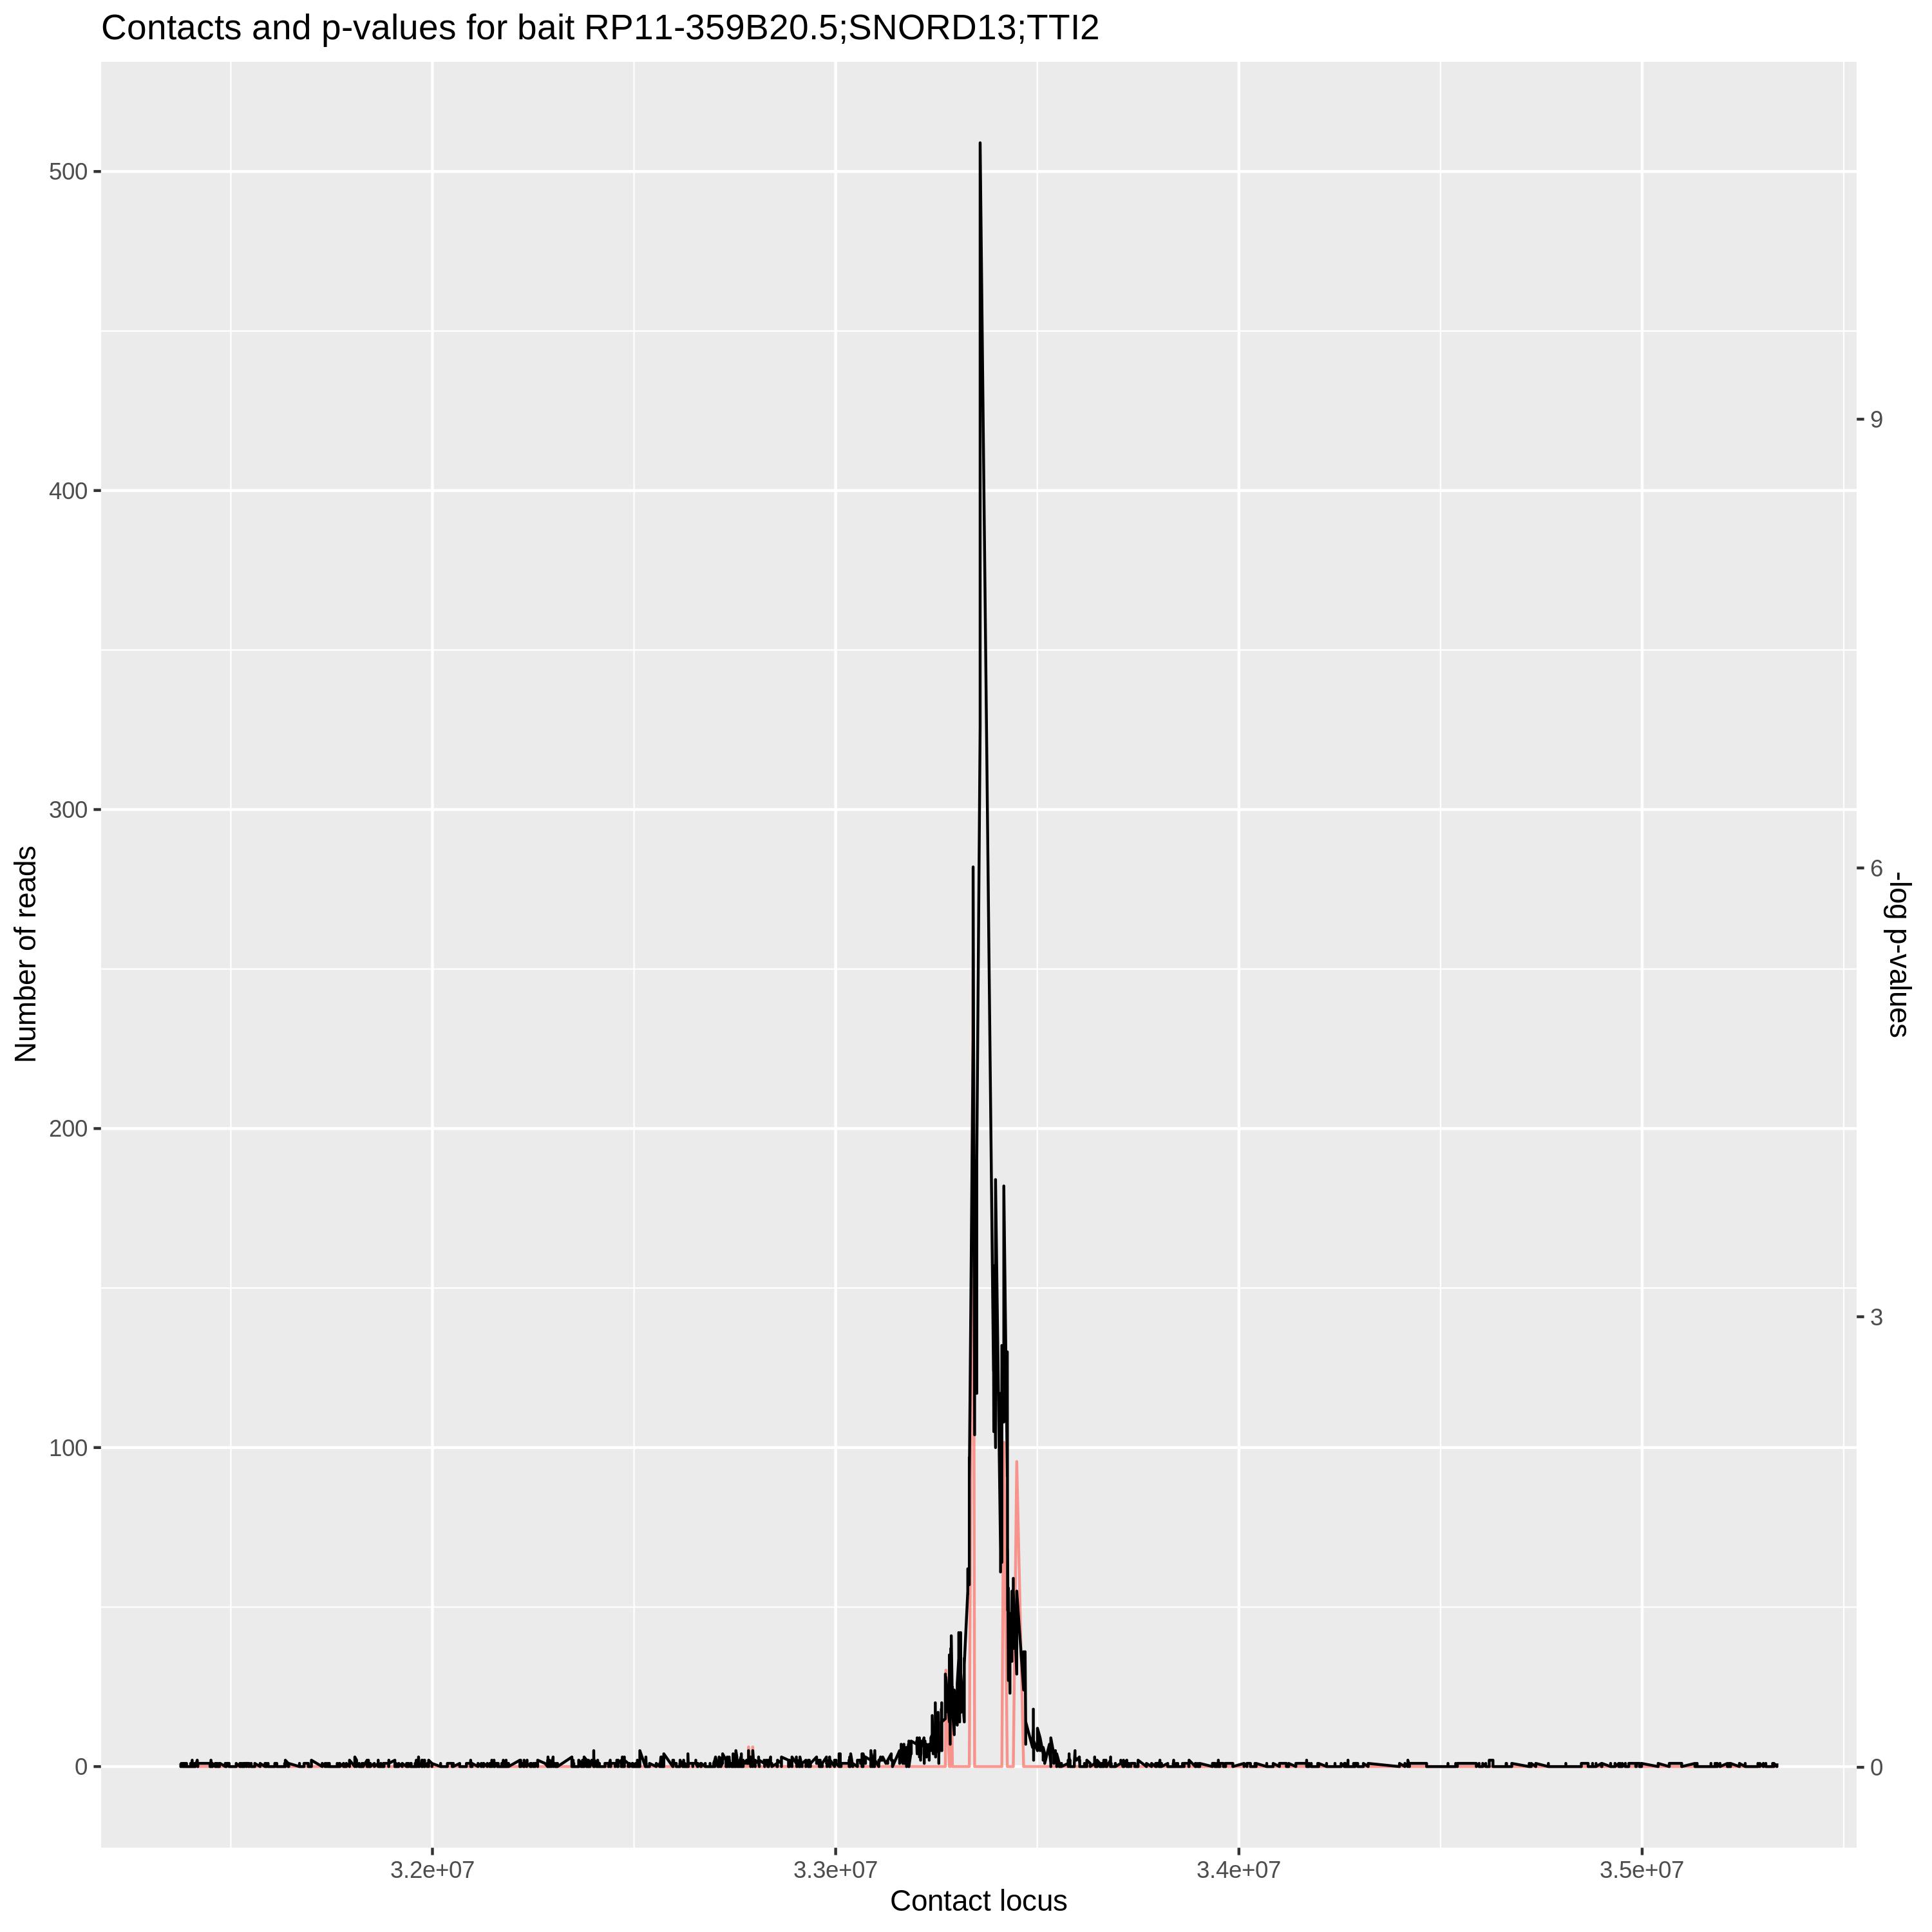 Contacts and p-values for bait RP11-359B20.5;SNORD13;TTI2
500
400
300
200
100
0
Number of reads
9
6
3
0
-log p-values
3.2e+07
3.3e+07
3.4e+07
3.5e+07
Contact locus